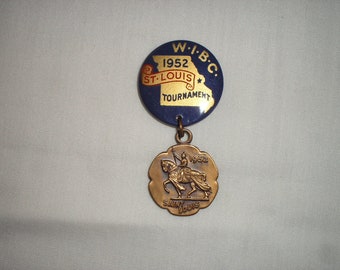 W·I·B·C·
1952
ST. LOUIS
TOURNAMENT